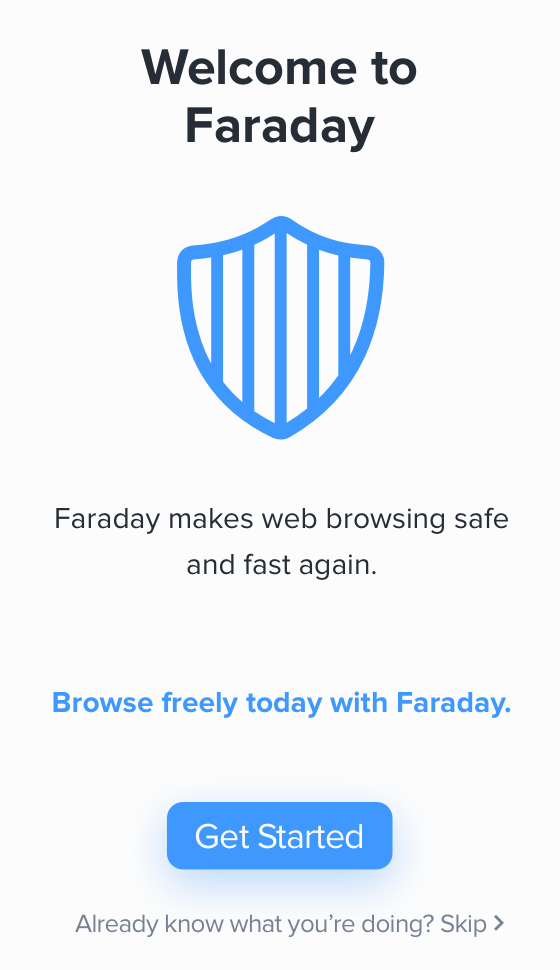 Welcome to
Faraday
Faraday makes web browsing safe
and fast again.
Browse freely today with Faraday.
Get Started
Already know what you’re doing? Skip